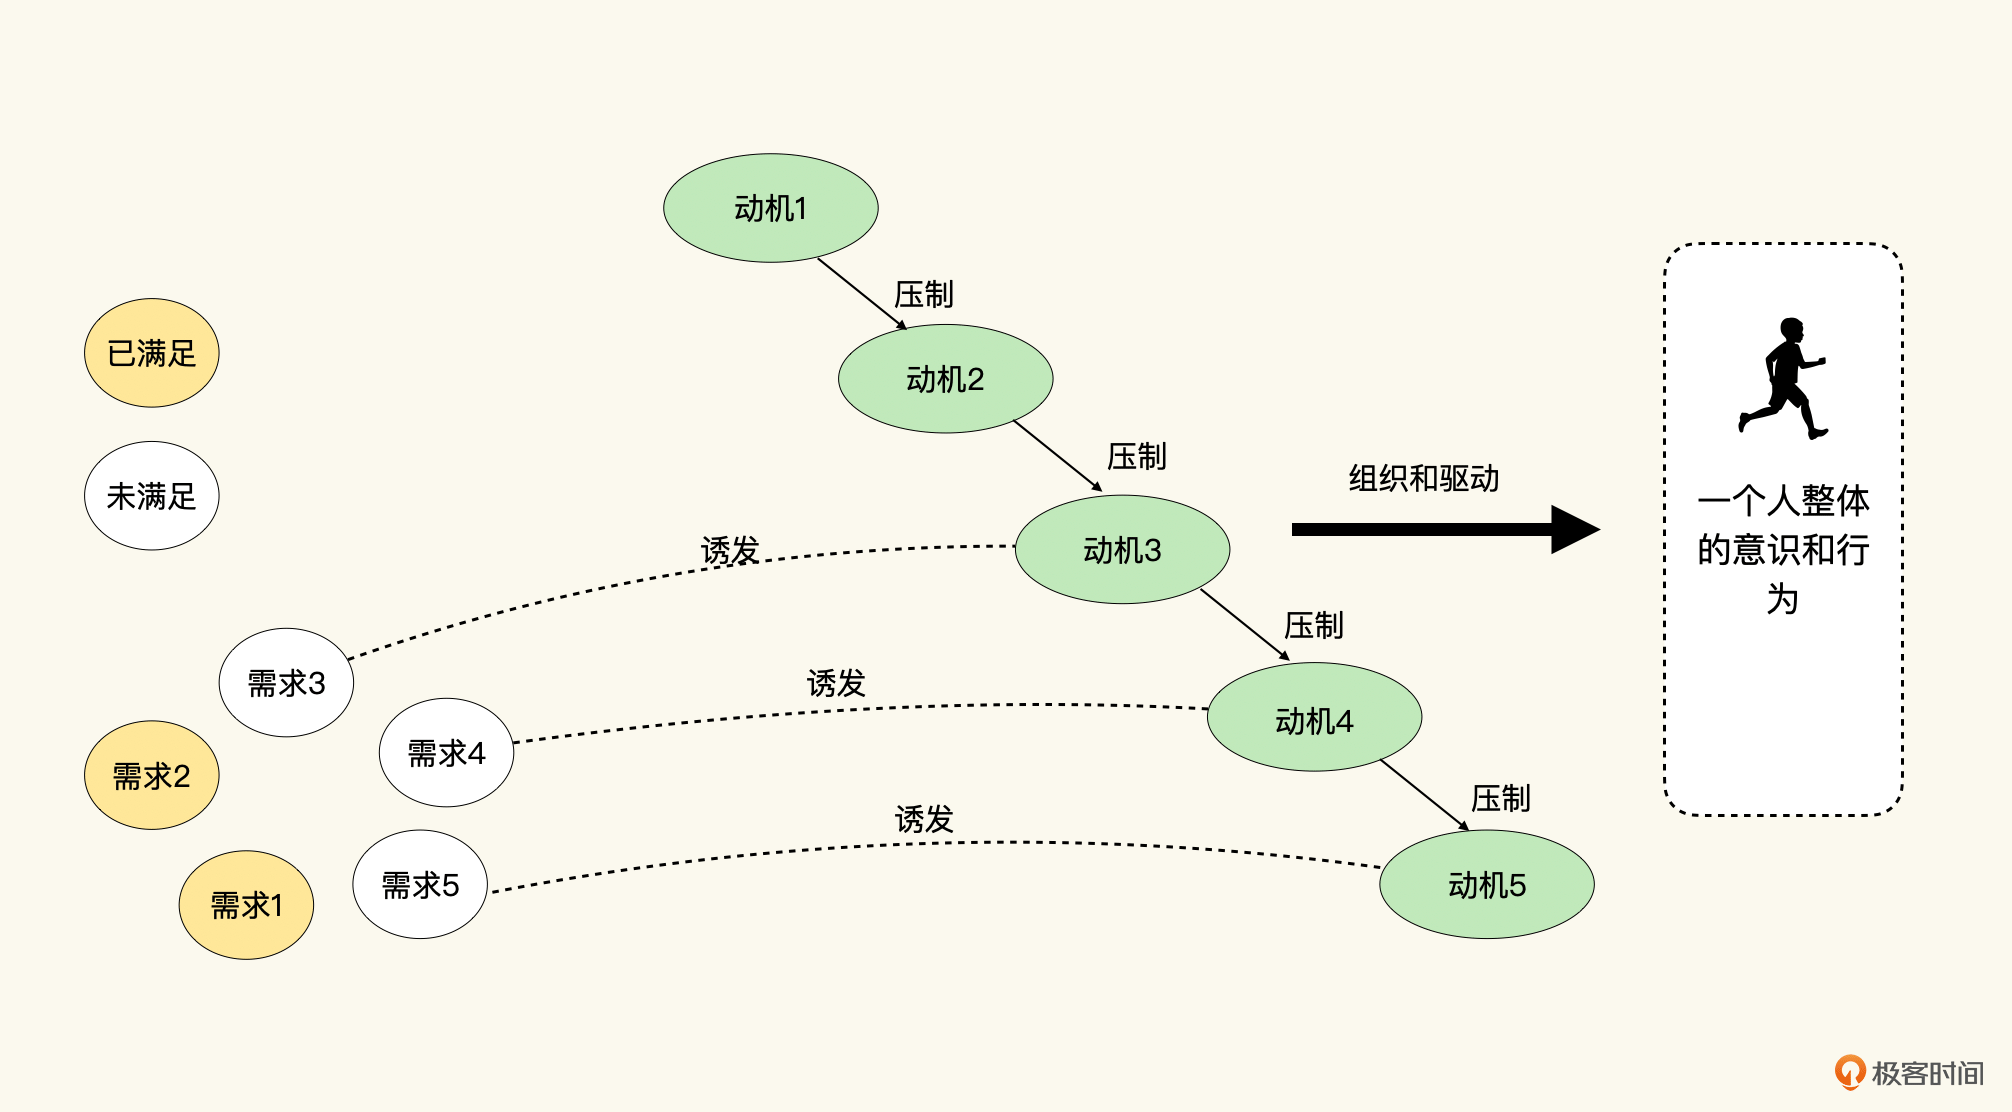 动机1
压制
已满足
动机2
压制
组织和驱动
未满足
一个人整体
的意识和行
为
诱发
动机3
压制
需求3
诱发
动机4
需求4
需求2
压制
诱发
需求5
动机5
需求1
极客时间